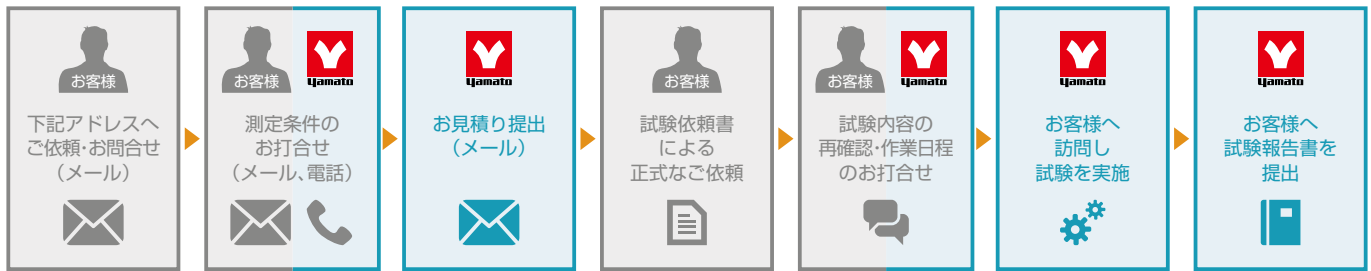 お客様
下記アドレスへ
ご依頼・お問合せ
（メール）
お客様
yamato
測定条件の
お打合せ
（メール、電話）
yamato
お見積り提出
（メール）
お客様
試験依頼書
による
正式なご依頼
お客様
yamato
試験内容の
再確認・作業日程
のお打合せ
yamato
お客様へ
訪問し
試験を実施
yamato
お客様へ
試験報告書を
提出